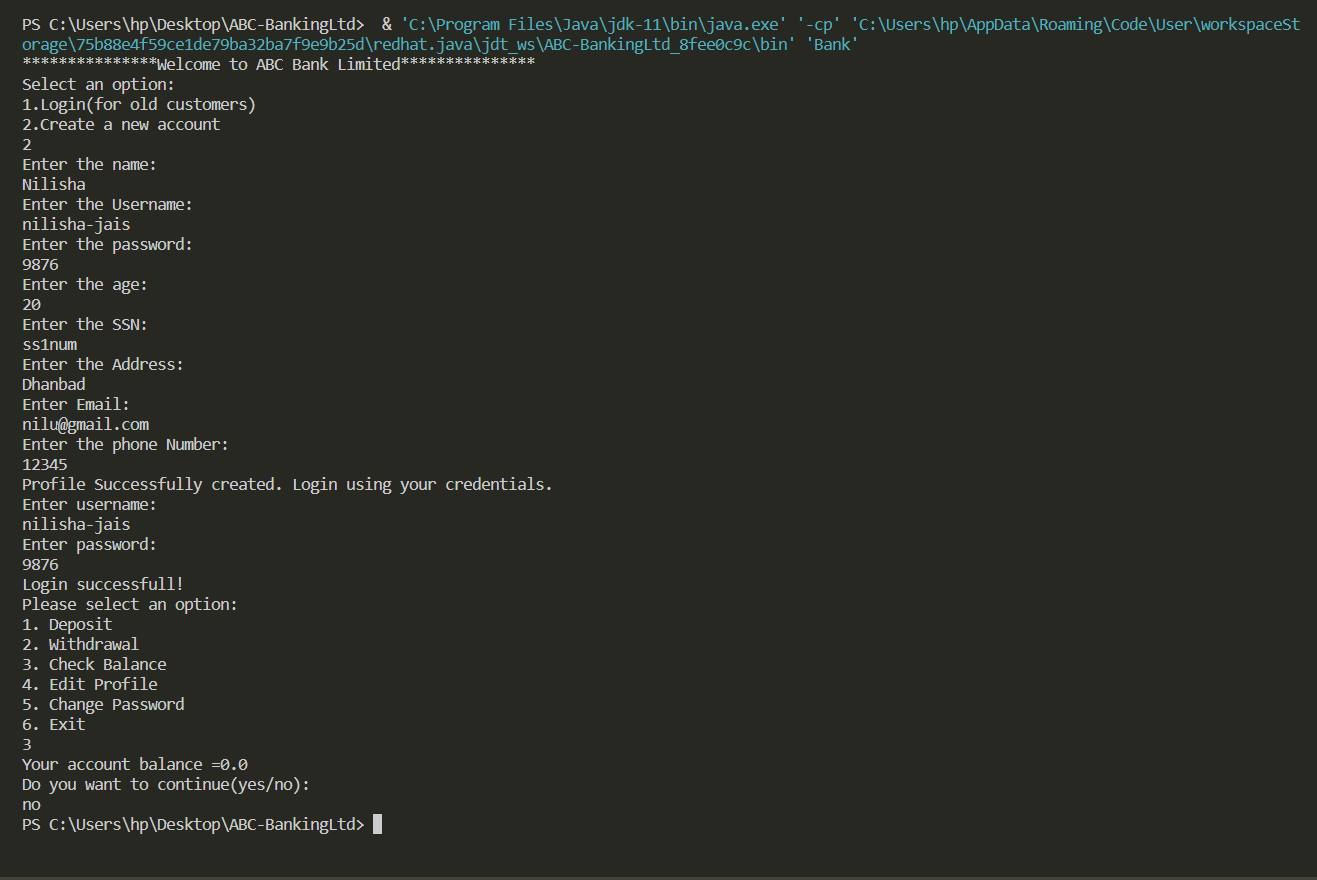 PS C:\Users\hp\Desktop\ABC-BankingLtd>  & 'C:\Program Files\Java\jdk-11\bin\java.exe' '-cp' 'C:\Users\hp\AppData\Roaming\Code\User\workspaceSt
orage\75b88e4f59ce1de79ba32ba7f9e9b25d\redhat.java\jdt_ws\ABC-BankingLtd_8fee0c9c\bin' 'Bank'
***************Welcome to ABC Bank Limited***************
Select an option:
1.Login(for old customers)
2.Create a new account
2
Enter the name:
Nilisha
Enter the Username:
nilisha-jais
Enter the password:
9876
Enter the age:
20
Enter the SSN:
ss1num
Enter the Address:
Dhanbad
Enter Email:
nilu@gmail.com
Enter the phone Number:
12345
Profile Successfully created. Login using your credentials.
Enter username:
nilisha-jais
Enter password:
9876
Login successfull!
Please select an option:
1. Deposit
2. Withdrawal
3. Check Balance
4. Edit Profile
5. Change Password
6. Exit
3
Your account balance =0.0
Do you want to continue(yes/no):
no
PS C:\Users\hp\Desktop\ABC-BankingLtd>